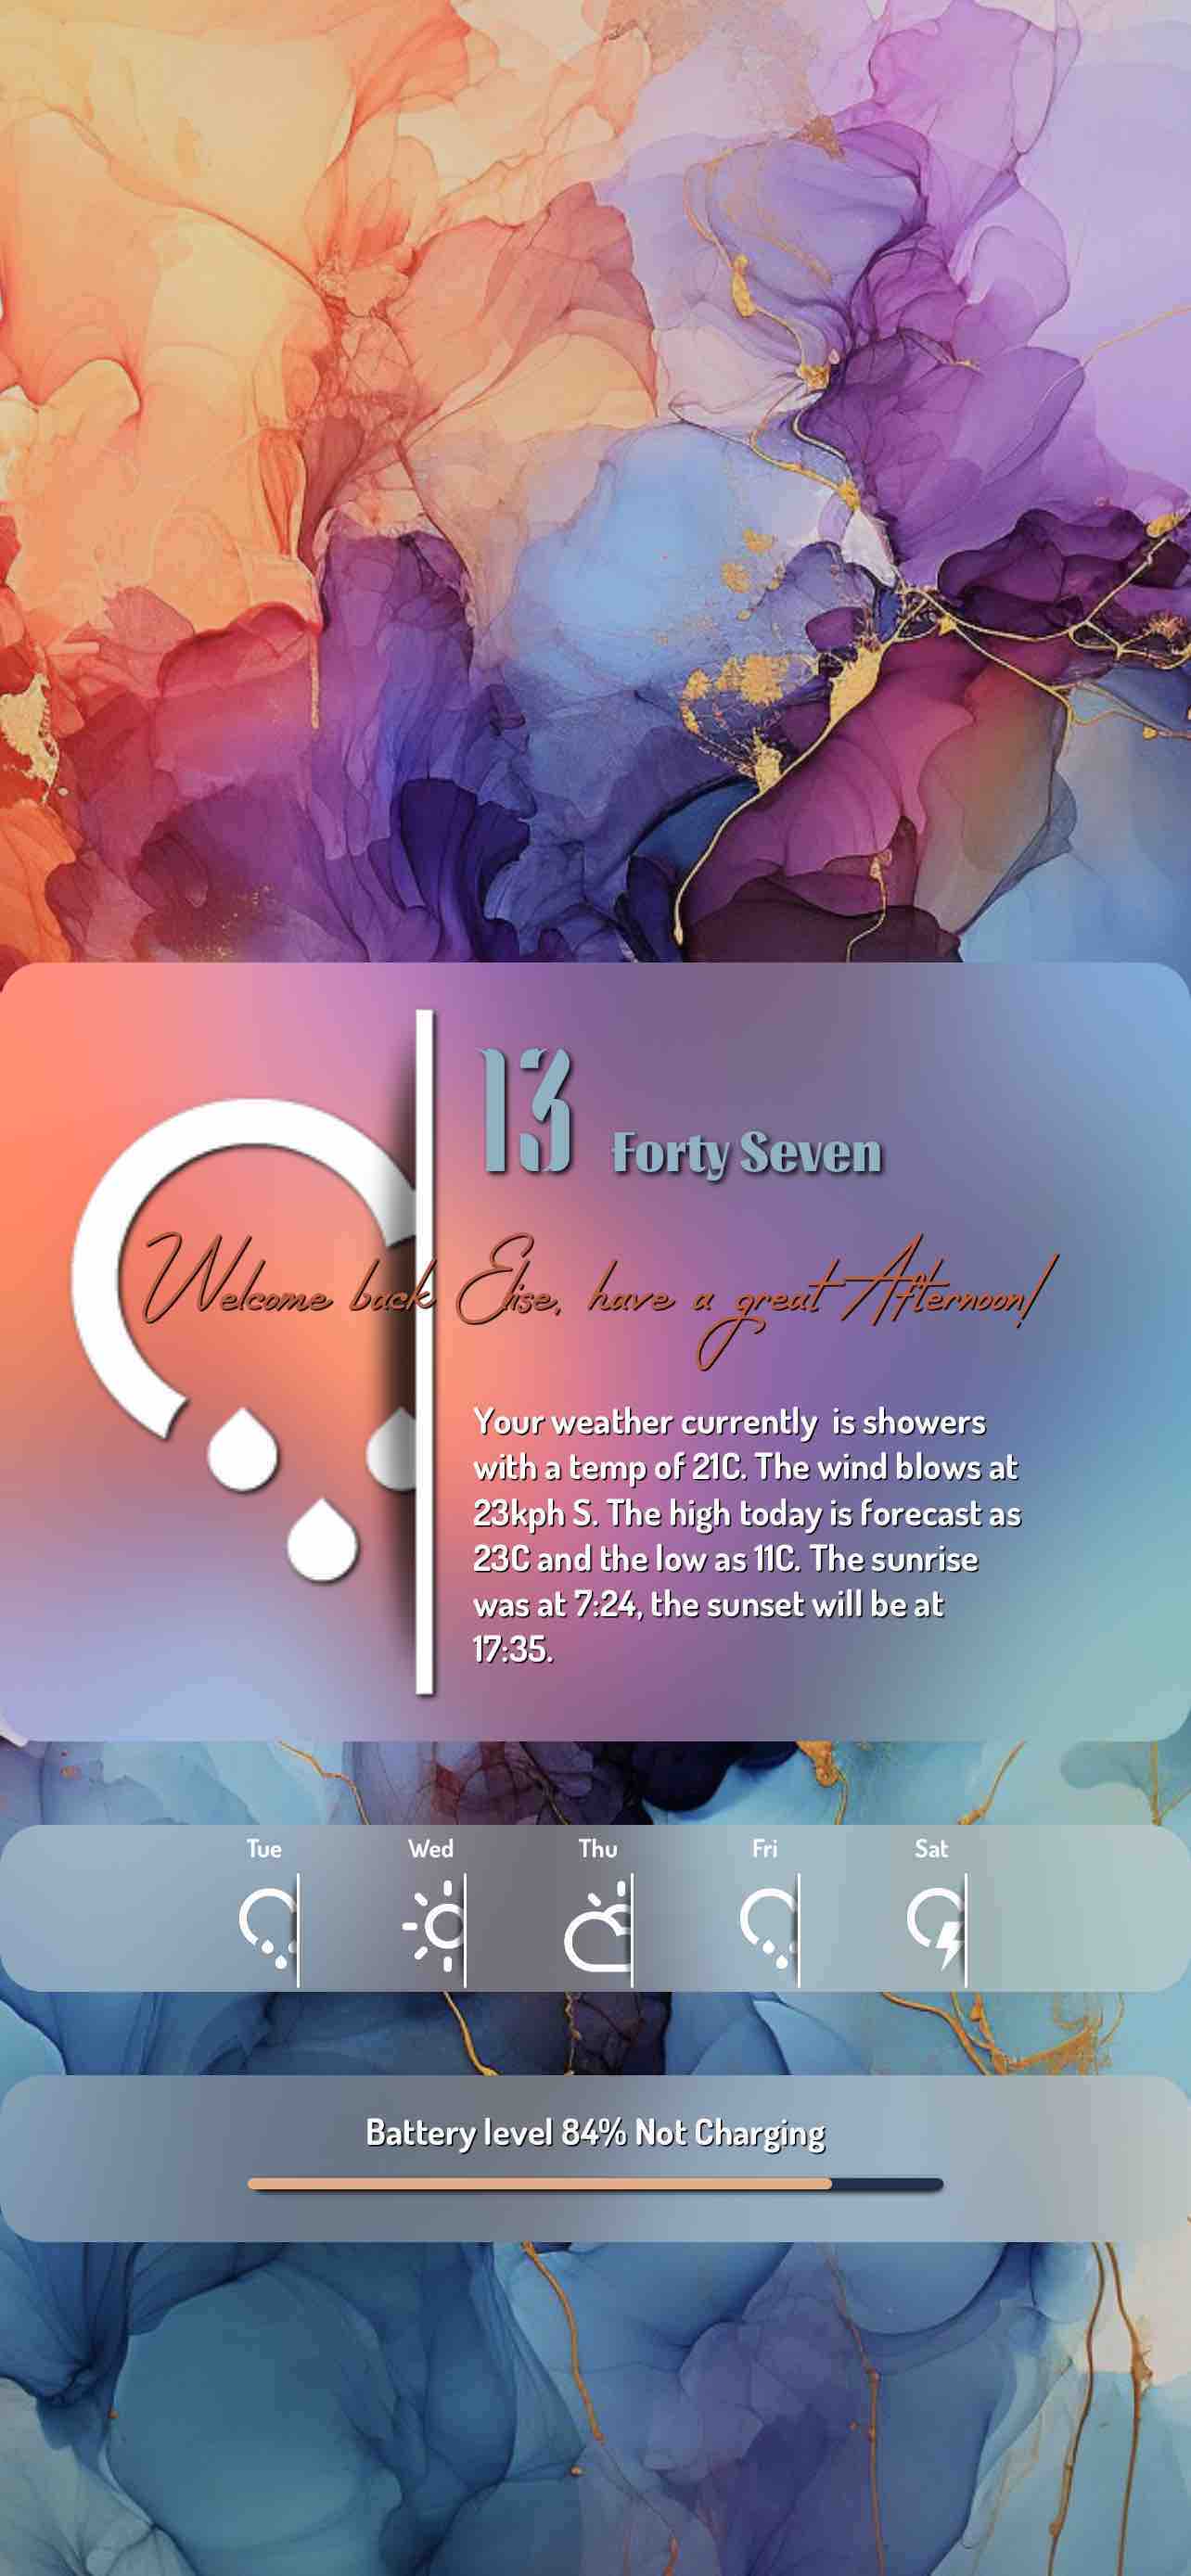 13 Forty Seven
Welcome back Elise, have a great Afternoon!
Your weather currently  is showers
with a temp of 21C. The wind blows at
23kph S. The high today is forecast as
23C and the low as 11C. The sunrise
was at 7:24, the sunset will be at
17:35.
Tue Wed Thu Fri Sat
Battery level 84% Not Charging